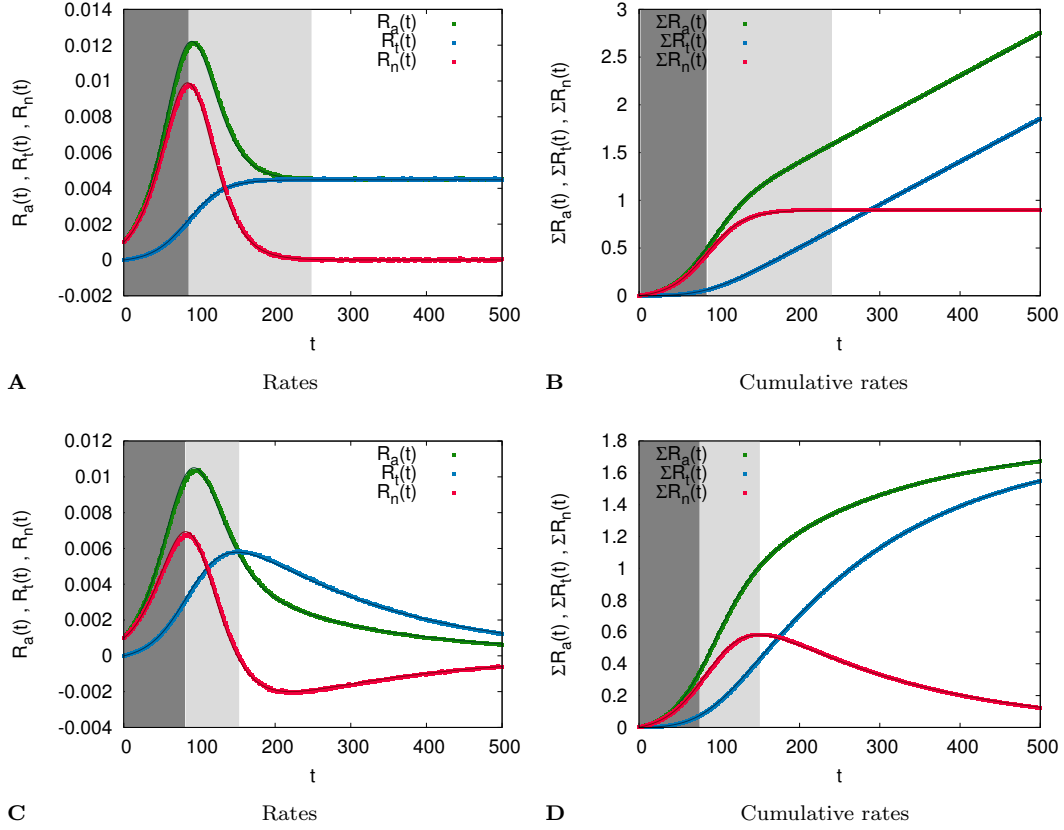 0.014
0.012
0.01
0.008
0.006
0.004
0.002
0
-0.002
0 100 200 300 400 500
R_a(t) , R_t(t) , R_n(t)
t
R_a(t)
R_t(t)
R_n(t)
A Rates
3
2.5
2
1.5
1
0.5
0
0 100 200 300 400 500
ΣR_a(t) , ΣR_t(t) , ΣR_n(t)
t
ΣR_a(t)
ΣR_t(t)
ΣR_n(t)
B Cumulative rates
0.012
0.01
0.008
0.006
0.004
0.002
0
-0.002
-0.004
0 100 200 300 400 500
R_a(t) , R_t(t) , R_n(t)
t
R_a(t)
R_t(t)
R_n(t)
C Rates
1.8
1.6
1.4
1.2
1
0.8
0.6
0.4
0.2
0
0 100 200 300 400 500
ΣR_a(t) , ΣR_t(t) , ΣR_n(t)
t
ΣR_a(t)
ΣR_t(t)
ΣR_n(t)
D Cumulative rates